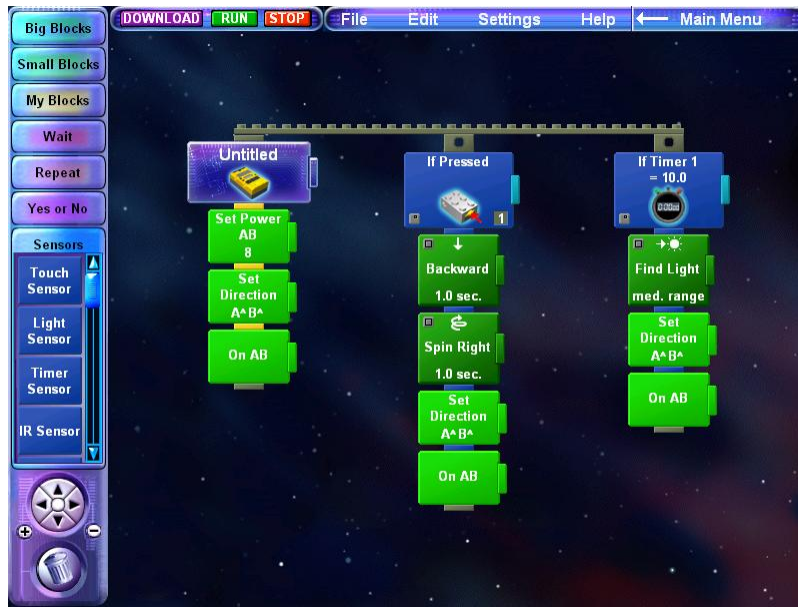 DOWNLOAD RUN STOP File Edit Settings Help Main Menu
Big Blocks
Small Blocks
My Blocks
Wait
Repeat
Yes or No
Sensors
Touch
Sensor
Light
Sensor
Timer
Sensor
IR Sensor
Untitled
Set Power
AB
8
Set
Direction
A^B^
On AB
If Pressed
1
Backward
1.0 sec.
Spin Right
1.0 sec.
Set
Direction
A^B^
On AB
If Timer 1
= 10.0
Find Light
med. range
Set
Direction
A^B^
On AB